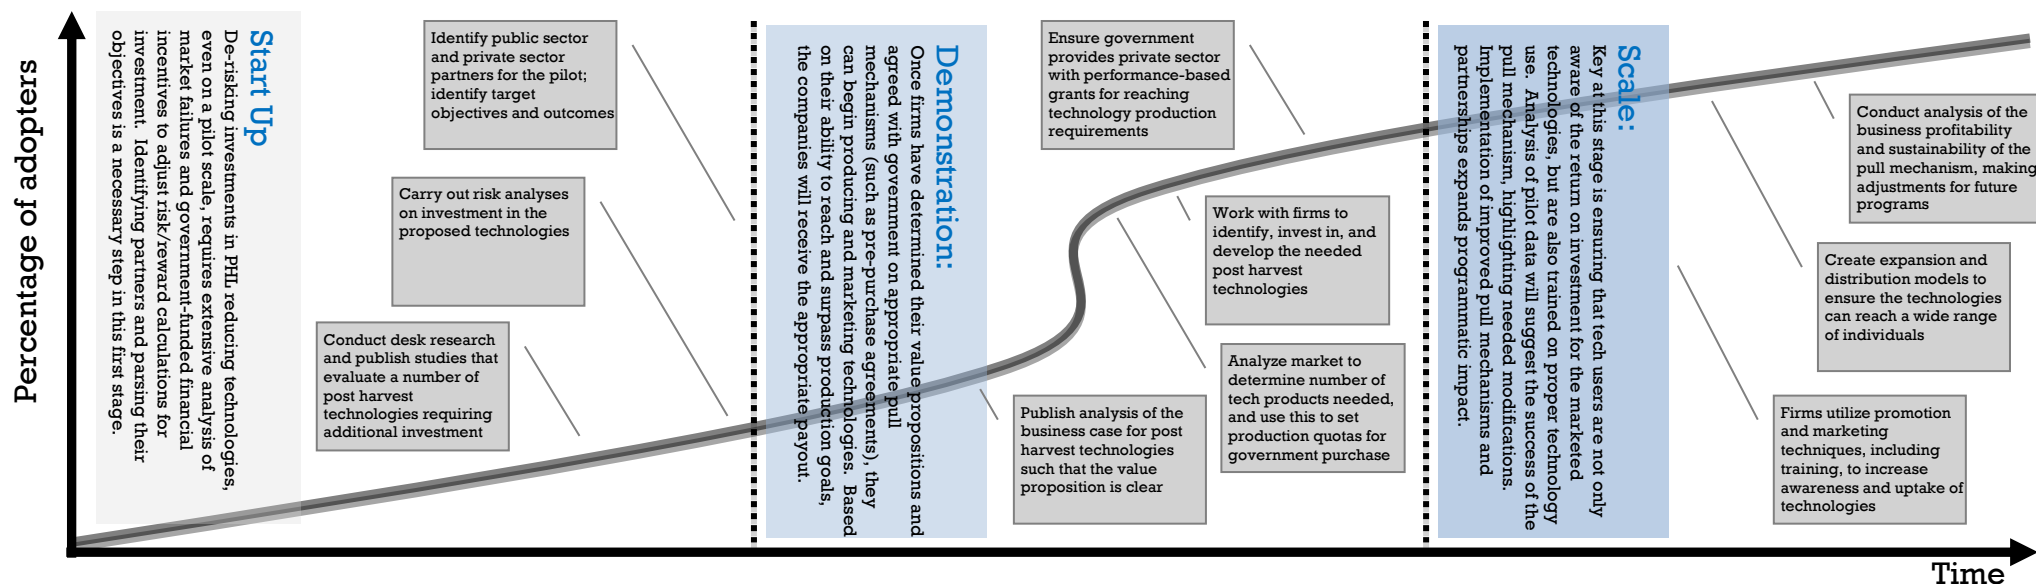 Percentage of adopters
Start Up
De-risking investments in PHL reducing technologies,
even on a pilot scale, requires extensive analysis of
market failures and government-funded financial
incentives to adjust risk/reward calculations for
investment. Identifying partners and parsing their
objectives is a necessary step in this first stage.
Identify public sector
and private sector
partners for the pilot;
identify target
objectives and outcomes
Carry out risk analyses
on investment in the
proposed technologies
Conduct desk research
and publish studies that
evaluate a number of
post harvest
technologies requiring
additional investment
Demonstration:
Once firms have determined their value propositions and
agreed with government on appropriate pull
mechanisms (such as pre-purchase agreements), they
can begin producing and marketing technologies. Based
on their ability to reach and surpass production goals,
the companies will receive the appropriate payout.
Ensure government
provides private sector
with performance-based
grants for reaching
technology production
requirements
Work with firms to
identify, invest in, and
develop the needed
post harvest
technologies
Analyze market to
determine number of
tech products needed,
and use this to set
production quotas for
government purchase
Publish analysis of the
business case for post
harvest technologies
such that the value
proposition is clear
Scale:
Key at this stage is ensuring that tech users are not only
aware of the return on investment for the marketed
technologies, but are also trained on proper technology
use. Analysis of pilot data will suggest the success of the
pull mechanism, highlighting needed modifications.
Implementation of improved pull mechanisms and
partnerships expands programmatic impact.
Conduct analysis of the
business profitability
and sustainability of the
pull mechanism, making
adjustments for future
programs
Create expansion and
distribution models to
ensure the technologies
can reach a wide range
of individuals
Firms utilize promotion
and marketing
techniques, including
training, to increase
awareness and uptake of
technologies
Time